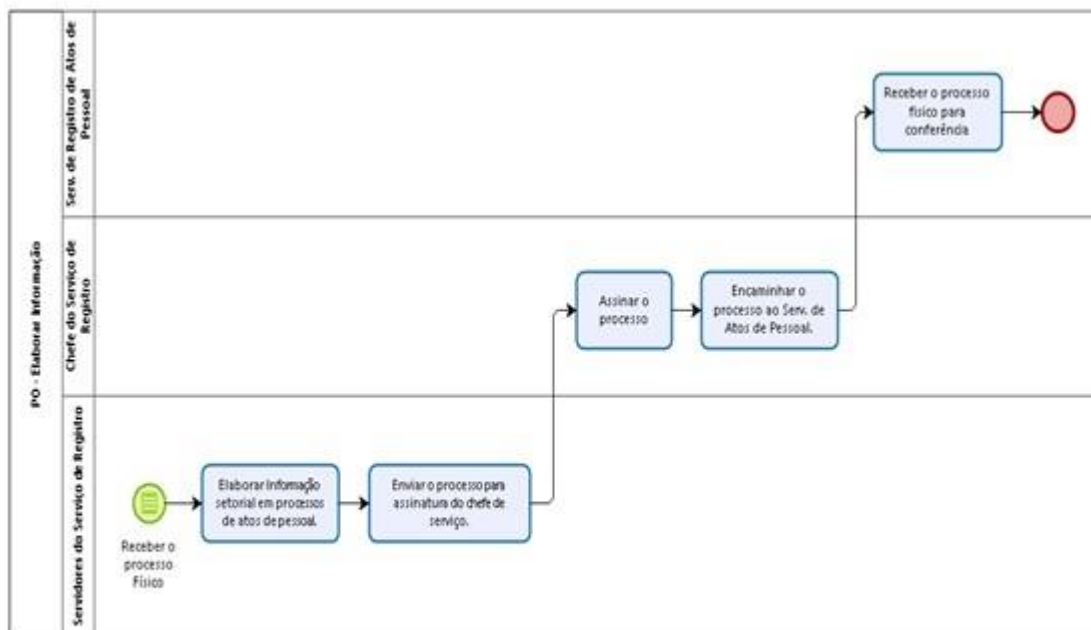 PO - Elaborar Informação
Serv. de Registro de Atos de
Pessoal
Receber o processo
físico para
conferência
Chefe do Serviço de
Registro
Assinar o
processo
Encaminhar o
processo ao Serv. de
Atos de Pessoal.
Servidores do Serviço de Registro
Receber o
processo
Físico
Elaborar Informação
setorial em processos
de atos de pessoal.
Enviar o processo para
assinatura do chefe de
serviço.